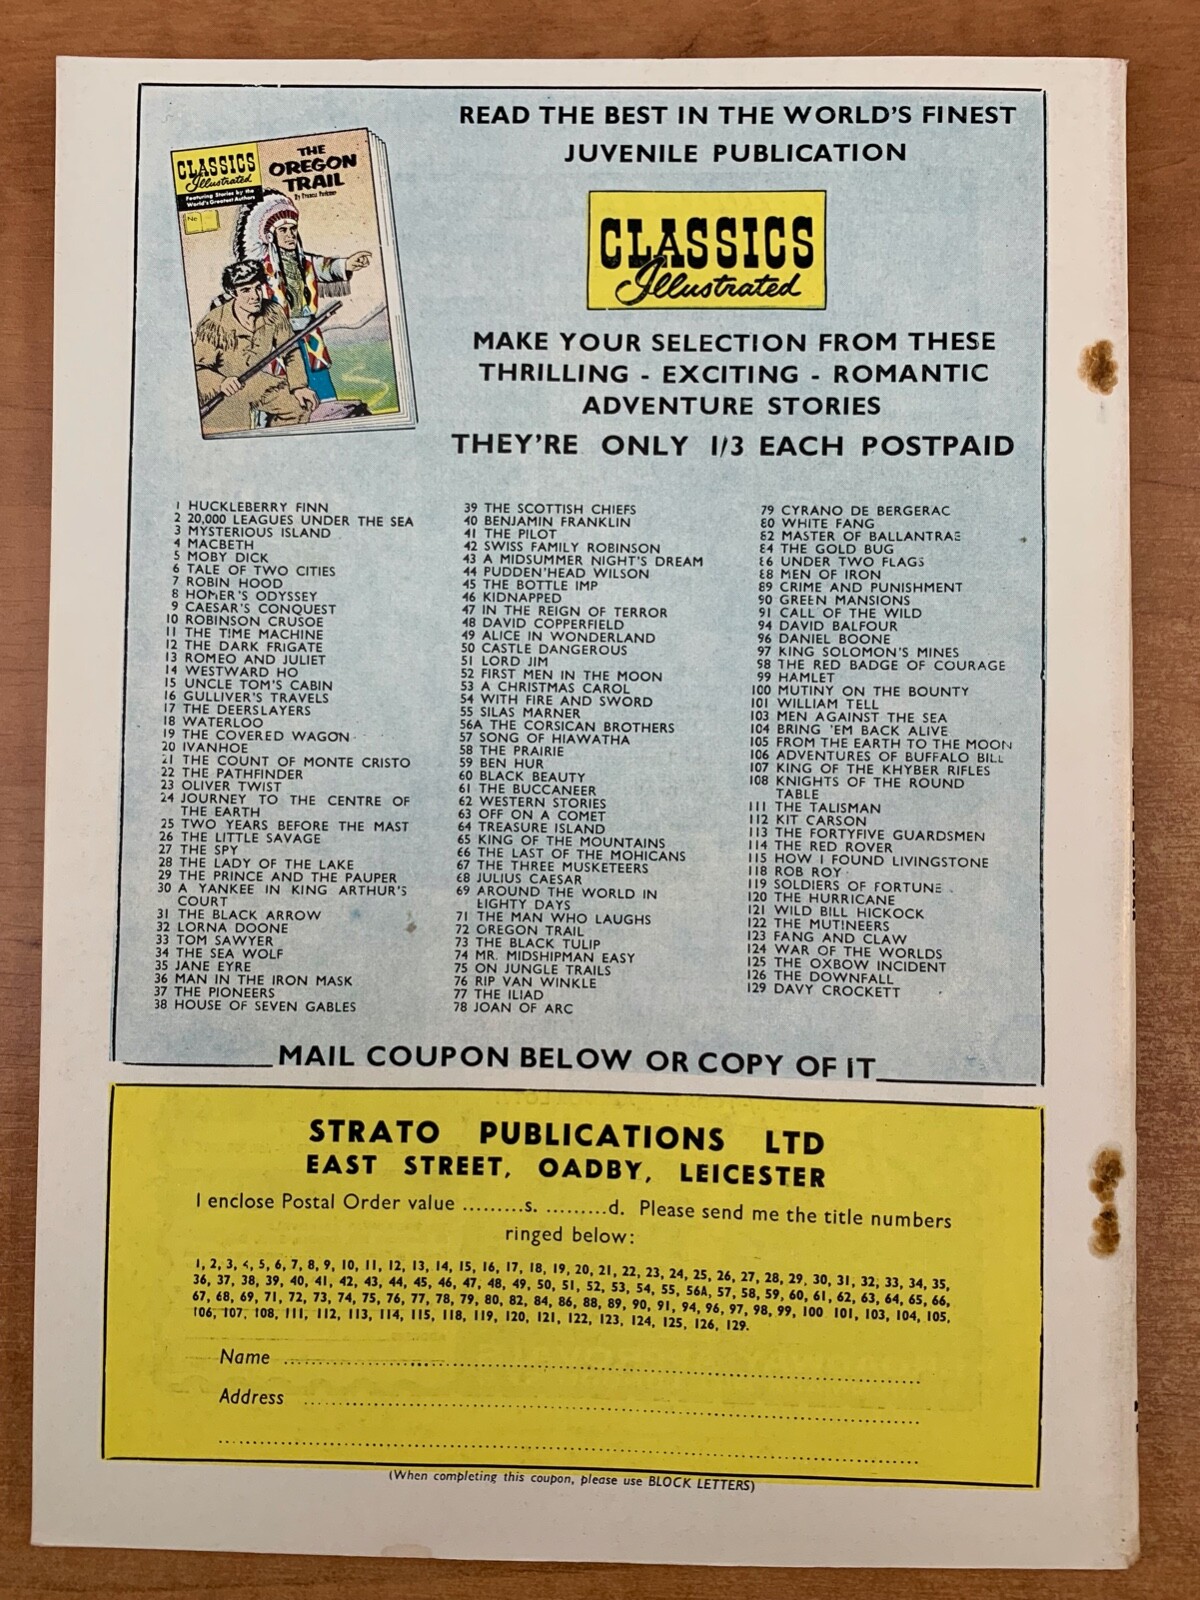 READ THE BEST IN THE WORLD'S FINEST
JUVENILE PUBLICATION
CLASSICS
Illustrated
Featuring Stories by the
World's Greatest Authors
No
THE
OREGON
TRAIL
By Francis Parkman
CLASSICS
Illustrated
MAKE YOUR SELECTION FROM THESE
THRILLING - EXCITING - ROMANTIC
ADVENTURE STORIES
THEY'RE ONLY 1/3 EACH POSTPAID
1 HUCKLEBERRY FINN
2 20,000 LEAGUES UNDER THE SEA
3 MYSTERIOUS ISLAND
4 MACBETH
5 MOBY DICK
6 TALE OF TWO CITIES
7 ROBIN HOOD
8 HOMER'S ODYSSEY
9 CAESAR'S CONQUEST
10 ROBINSON CRUSOE
11 THE TIME MACHINE
12 THE DARK FRIGATE
13 ROMEO AND JULIET
14 WESTWARD HO
15 UNCLE TOM'S CABIN
16 GULLIVER'S TRAVELS
17 THE DEERSLAYERS
18 WATERLOO
19 THE COVERED WAGON
20 IVANHOE
21 THE COUNT OF MONTE CRISTO
22 THE PATHFINDER
23 OLIVER TWIST
24 JOURNEY TO THE CENTRE OF
THE EARTH
25 TWO YEARS BEFORE THE MAST
26 THE LITTLE SAVAGE
27 THE SPY
28 THE LADY OF THE LAKE
29 THE PRINCE AND THE PAUPER
30 A YANKEE IN KING ARTHUR'S
COURT
31 THE BLACK ARROW
32 LORNA DOONE
33 TOM SAWYER
34 THE SEA WOLF
35 JANE EYRE
36 MAN IN THE IRON MASK
37 THE PIONEERS
38 HOUSE OF SEVEN GABLES
39 THE SCOTTISH CHIEFS
40 BENJAMIN FRANKLIN
41 THE PILOT
42 SWISS FAMILY ROBINSON
43 A MIDSUMMER NIGHT'S DREAM
44 PUDDEN'HEAD WILSON
45 THE BOTTLE IMP
46 KIDNAPPED
47 IN THE REIGN OF TERROR
48 DAVID COPPERFIELD
49 ALICE IN WONDERLAND
50 CASTLE DANGEROUS
51 LORD JIM
52 FIRST MEN IN THE MOON
53 A CHRISTMAS CAROL
54 WITH FIRE AND SWORD
55 SILAS MARNER
56A THE CORSICAN BROTHERS
57 SONG OF HIAWATHA
58 THE PRAIRIE
59 BEN HUR
60 BLACK BEAUTY
61 THE BUCCANEER
62 WESTERN STORIES
63 OFF ON A COMET
64 TREASURE ISLAND
65 KING OF THE MOUNTAINS
66 THE LAST OF THE MOHICANS
67 THE THREE MUSKETEERS
68 JULIUS CAESAR
69 AROUND THE WORLD IN
EIGHTY DAYS
71 THE MAN WHO LAUGHS
72 OREGON TRAIL
73 THE BLACK TULIP
74 MR. MIDSHIPMAN EASY
75 ON JUNGLE TRAILS
76 RIP VAN WINKLE
77 THE ILIAD
78 JOAN OF ARC
79 CYRANO DE BERGERAC
80 WHITE FANG
82 MASTER OF BALLANTRAE
84 THE GOLD BUG
86 UNDER TWO FLAGS
88 MEN OF IRON
89 CRIME AND PUNISHMENT
90 GREEN MANSIONS
91 CALL OF THE WILD
94 DAVID BALFOUR
96 DANIEL BOONE
97 KING SOLOMON'S MINES
98 THE RED BADGE OF COURAGE
99 HAMLET
100 MUTINY ON THE BOUNTY
101 WILLIAM TELL
103 MEN AGAINST THE SEA
104 BRING 'EM BACK ALIVE
105 FROM THE EARTH TO THE MOON
106 ADVENTURES OF BUFFALO BILL
107 KING OF THE KHYBER RIFLES
108 KNIGHTS OF THE ROUND
TABLE
111 THE TALISMAN
112 KIT CARSON
113 THE FORTYFIVE GUARDSMEN
114 THE RED ROVER
115 HOW I FOUND LIVINGSTONE
118 ROB ROY
119 SOLDIERS OF FORTUNE
120 THE HURRICANE
121 WILD BILL HICKOCK
122 THE MUTINEERS
123 FANG AND CLAW
124 WAR OF THE WORLDS
125 THE OXBOW INCIDENT
126 THE DOWNFALL
129 DAVY CROCKETT
MAIL COUPON BELOW OR COPY OF IT
STRATO PUBLICATIONS LTD
EAST STREET, OADBY, LEICESTER
I enclose Postal Order value .........s. .........d. Please send me the title numbers
ringed below:
1, 2, 3, 4, 5, 6, 7, 8, 9, 10, 11, 12, 13, 14, 15, 16, 17, 18, 19, 20, 21, 22, 23, 24, 25, 26, 27, 28, 29, 30, 31, 32, 33, 34, 35,
36, 37, 38, 39, 40, 41, 42, 43, 44, 45, 46, 47, 48, 49, 50, 51, 52, 53, 54, 55, 56A, 57, 58, 59, 60, 61, 62, 63, 64, 65, 66,
67, 68, 69, 71, 72, 73, 74, 75, 76, 77, 78, 79, 80, 82, 84, 86, 88, 89, 90, 91, 94, 96, 97, 98, 99, 100 101, 103, 104, 105,
106, 107, 108, 111, 112, 113, 114, 115, 118, 119, 120, 121, 122, 123, 124, 125, 126, 129.
Name
Address
(When completing this coupon, please use BLOCK LETTERS)